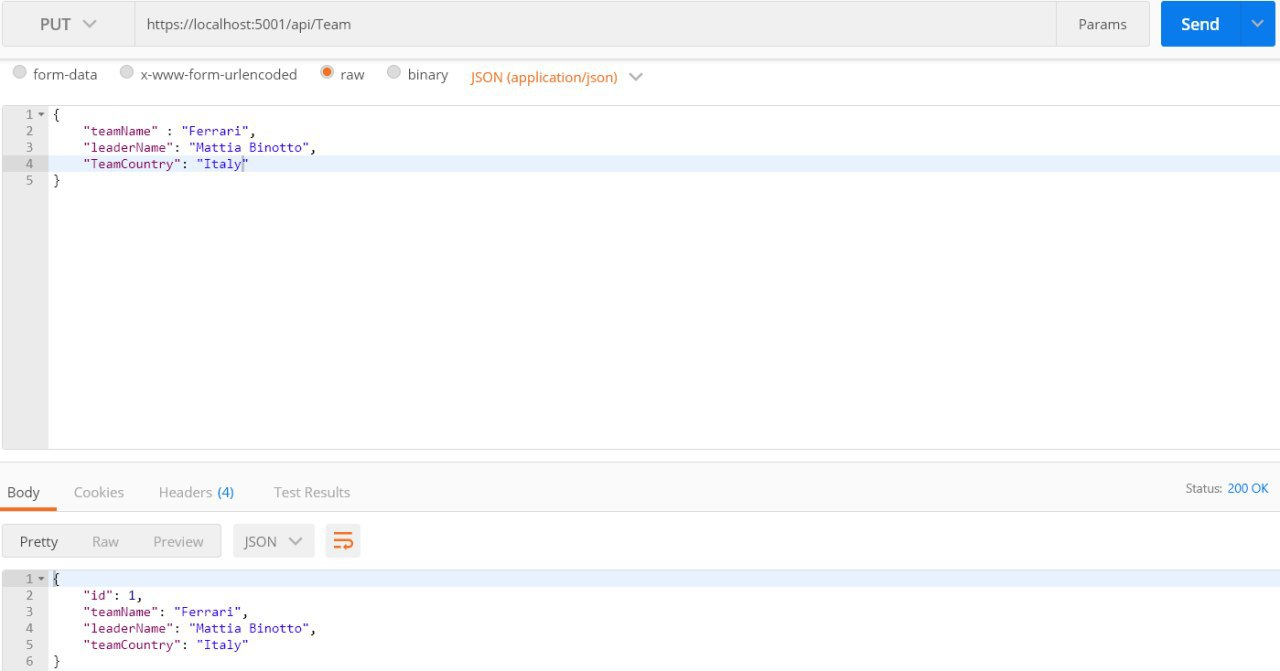 PUT https://localhost:5001/api/Team Params Send
form-data x-www-form-urlencoded raw binary JSON (application/json)
1 {
2 "teamName" : "Ferrari",
3 "leaderName": "Mattia Binotto",
4 "TeamCountry": "Italy"
5 }
Body Cookies Headers (4) Test Results Status: 200 OK
Pretty Raw Preview JSON
1 {
2 "id": 1,
3 "teamName": "Ferrari",
4 "leaderName": "Mattia Binotto",
5 "teamCountry": "Italy"
6 }